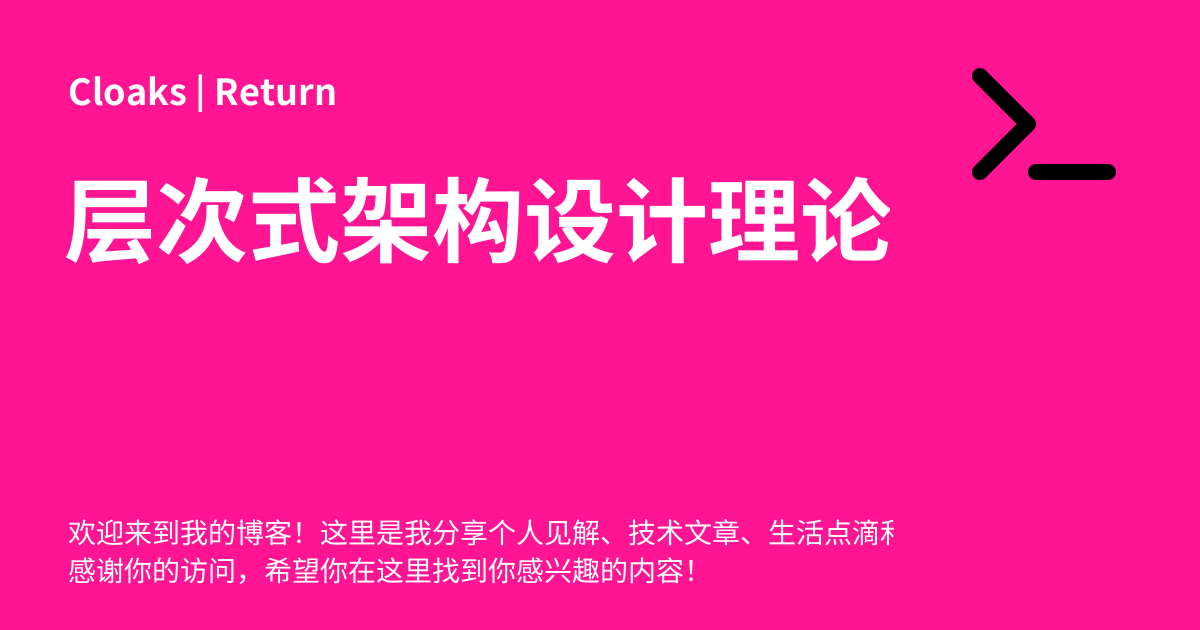 Cloaks | Return
层次式架构设计理论
欢迎来到我的博客！这里是我分享个人见解、技术文章、生活点滴
感谢你的访问，希望你在这里找到你感兴趣的内容！